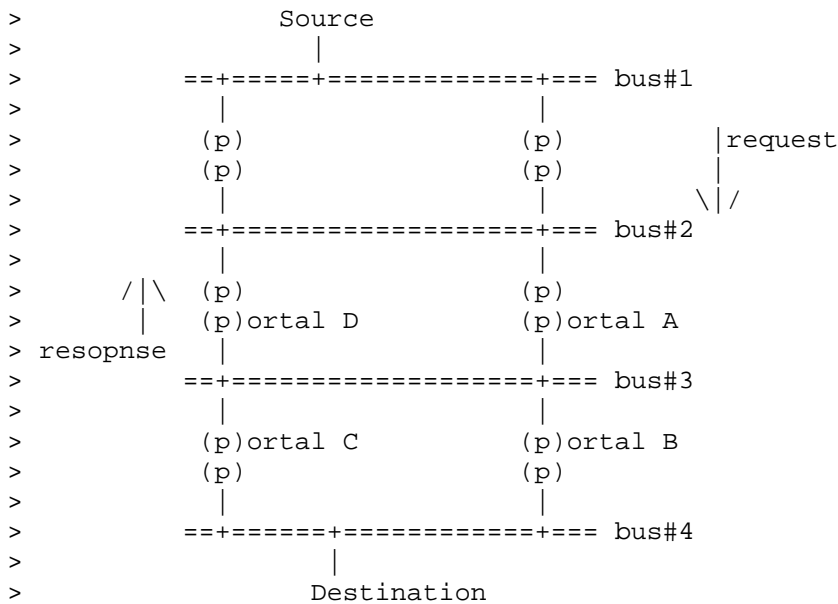 >                Source
>                  |
>          ==+=====+=============+=== bus#1
>            |                   |
>           (p)                 (p)         |request
>           (p)                 (p)         |
>            |                   |         \|/
>          ==+===================+=== bus#2
>            |                   |
>      /|\  (p)                 (p)
>       |   (p)ortal D          (p)ortal A
> resopnse   |                   |
>          ==+===================+=== bus#3
>            |                   |
>           (p)ortal C          (p)ortal B
>           (p)                 (p)
>            |                   |
>          ==+======+============+=== bus#4
>                   |
>                  Destination